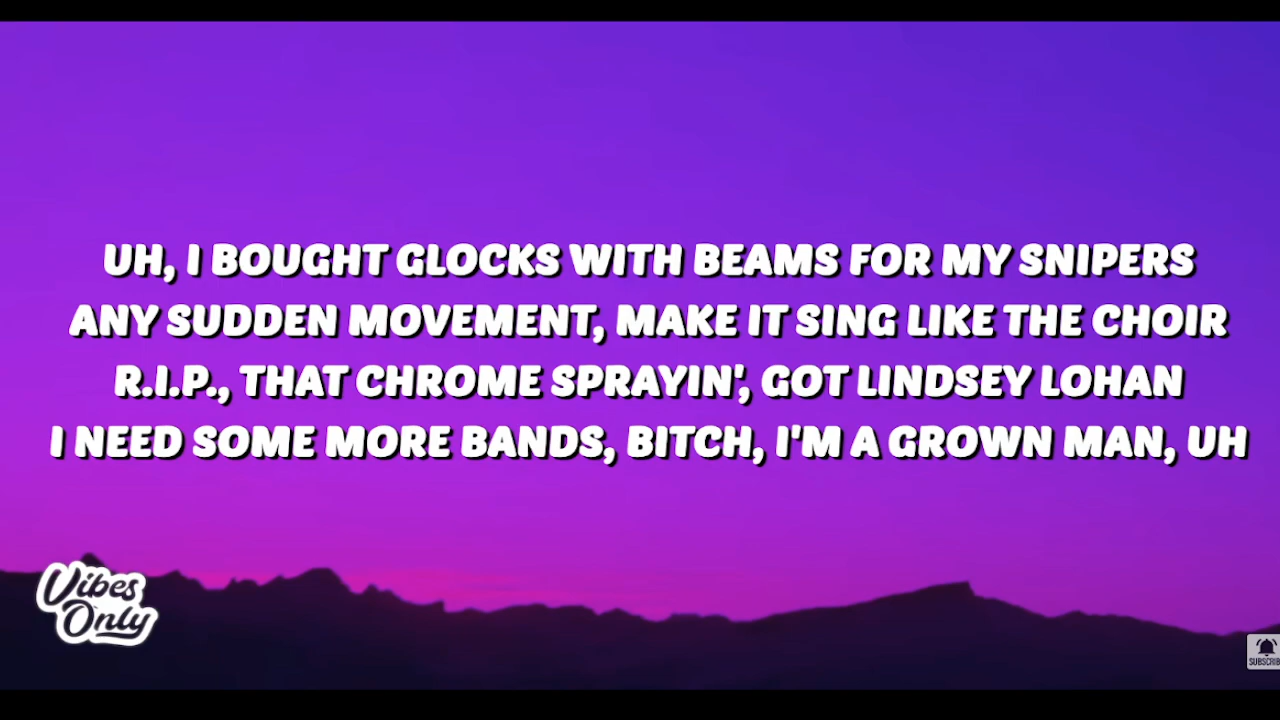 UH, I BOUGHT GLOCKS WITH BEAMS FOR MY SNIPERS
ANY SUDDEN MOVEMENT, MAKE IT SING LIKE THE CHOIR
R.I.P., THAT CHROME SPRAYIN', GOT LINDSEY LOHAN
I NEED SOME MORE BANDS, BITCH, I'M A GROWN MAN, UH
Vibes
Only
SUBSCRIB